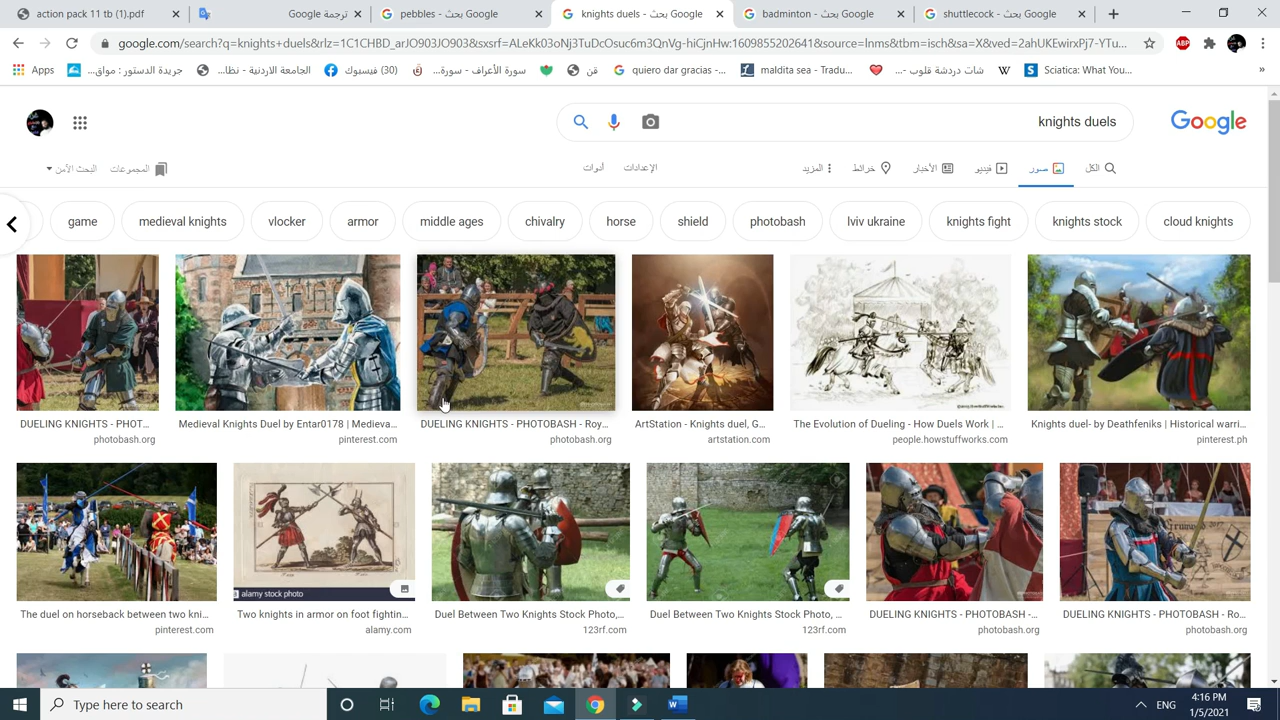 action pack 11 tb (1).pdf
ترجمة Google
pebbles - بحث Google
knights duels - بحث Google
badminton - بحث Google
shuttlecock - بحث Google
google.com/search?q=knights+duels&rlz=1C1CHBD_arJO903JO903&sxsrf=ALeKk03oNj3TuDcOsuc6m3QnVg-hiCjnHw:1609855202641&source=lnms&tbm=isch&sa=X&ved=2ahUKEwirxPj7-YTu...
ABP
Apps
جريدة الدستور : مواق...
الجامعة الاردنية - نظا...
(30) فيسبوك
سورة الأعراف - سورة...
قن
quiero dar gracias -...
maldita sea - Tradu...
شات دردشة قلوب -...
Sciatica: What You...
knights duels
Google
الكل
صور
فيديو
الأخبار
خرائط
المزيد
الإعدادات
أدوات
المجموعات
البحث الآمن
game
medieval knights
vlocker
armor
middle ages
chivalry
horse
shield
photobash
lviv ukraine
knights fight
knights stock
cloud knights
DUELING KNIGHTS - PHOT...
photobash.org
Medieval Knights Duel by Entar0178 | Medieva...
pinterest.com
DUELING KNIGHTS - PHOTOBASH - Roy...
photobash.org
ArtStation - Knights duel, G...
artstation.com
The Evolution of Dueling - How Duels Work | ...
people.howstuffworks.com
Knights duel- by Deathfeniks | Historical warri...
pinterest.ph
alamy stock photo
The duel on horseback between two kni...
pinterest.com
Two knights in armor on foot fightin...
alamy.com
Duel Between Two Knights Stock Photo,...
123rf.com
Duel Between Two Knights Stock Photo, ...
123rf.com
DUELING KNIGHTS - PHOTOBASH -...
photobash.org
DUELING KNIGHTS - PHOTOBASH - Ro...
photobash.org
Type here to search
ENG
4:16 PM
1/5/2021